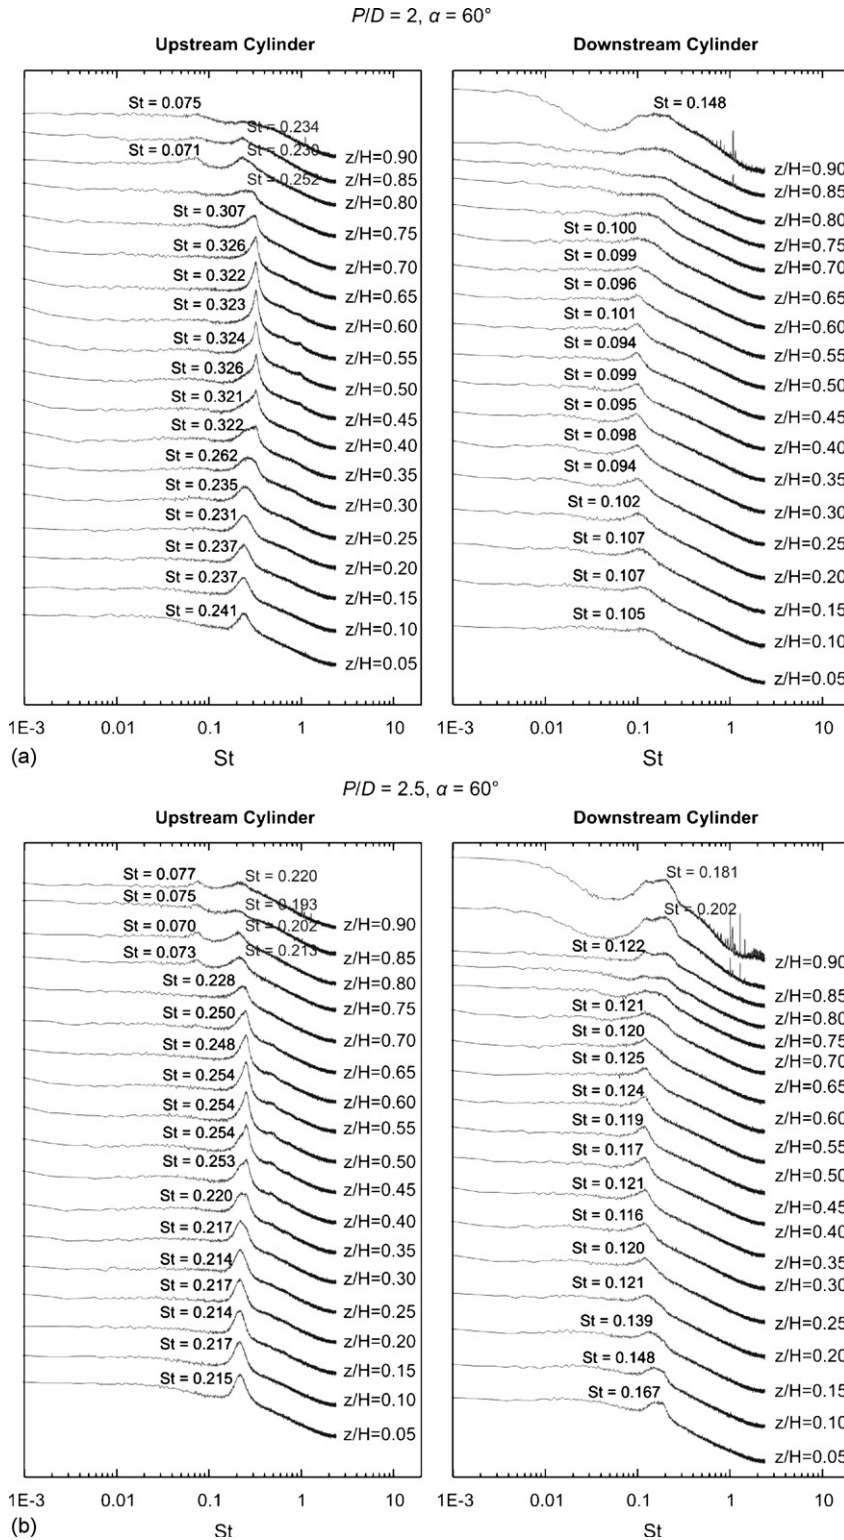 P/D = 2, α = 60°
Upstream Cylinder
St = 0.075
St = 0.234
St = 0.230
St = 0.071
St = 0.252
St = 0.307
St = 0.326
St = 0.322
St = 0.323
St = 0.324
St = 0.326
St = 0.321
St = 0.322
St = 0.262
St = 0.235
St = 0.231
St = 0.237
St = 0.237
St = 0.241
z/H=0.90
z/H=0.85
z/H=0.80
z/H=0.75
z/H=0.70
z/H=0.65
z/H=0.60
z/H=0.55
z/H=0.50
z/H=0.45
z/H=0.40
z/H=0.35
z/H=0.30
z/H=0.25
z/H=0.20
z/H=0.15
z/H=0.10
z/H=0.05
1E-3 0.01 0.1 1 10
St
Downstream Cylinder
St = 0.148
St = 0.100
St = 0.099
St = 0.096
St = 0.101
St = 0.094
St = 0.099
St = 0.095
St = 0.098
St = 0.094
St = 0.102
St = 0.107
St = 0.107
St = 0.105
z/H=0.90
z/H=0.85
z/H=0.80
z/H=0.75
z/H=0.70
z/H=0.65
z/H=0.60
z/H=0.55
z/H=0.50
z/H=0.45
z/H=0.40
z/H=0.35
z/H=0.30
z/H=0.25
z/H=0.20
z/H=0.15
z/H=0.10
z/H=0.05
1E-3 0.01 0.1 1 10
St
(a)
P/D = 2.5, α = 60°
Upstream Cylinder
St = 0.077
St = 0.220
St = 0.075
St = 0.193
St = 0.070
St = 0.202
St = 0.073
St = 0.213
St = 0.228
St = 0.250
St = 0.248
St = 0.254
St = 0.254
St = 0.254
St = 0.253
St = 0.220
St = 0.217
St = 0.214
St = 0.217
St = 0.214
St = 0.217
St = 0.215
z/H=0.90
z/H=0.85
z/H=0.80
z/H=0.75
z/H=0.70
z/H=0.65
z/H=0.60
z/H=0.55
z/H=0.50
z/H=0.45
z/H=0.40
z/H=0.35
z/H=0.30
z/H=0.25
z/H=0.20
z/H=0.15
z/H=0.10
z/H=0.05
1E-3 0.01 0.1 1 10
St
Downstream Cylinder
St = 0.181
St = 0.202
St = 0.122
St = 0.121
St = 0.120
St = 0.125
St = 0.124
St = 0.119
St = 0.117
St = 0.121
St = 0.116
St = 0.120
St = 0.121
St = 0.139
St = 0.148
St = 0.167
z/H=0.90
z/H=0.85
z/H=0.80
z/H=0.75
z/H=0.70
z/H=0.65
z/H=0.60
z/H=0.55
z/H=0.50
z/H=0.45
z/H=0.40
z/H=0.35
z/H=0.30
z/H=0.25
z/H=0.20
z/H=0.15
z/H=0.10
z/H=0.05
1E-3 0.01 0.1 1 10
St
(b)